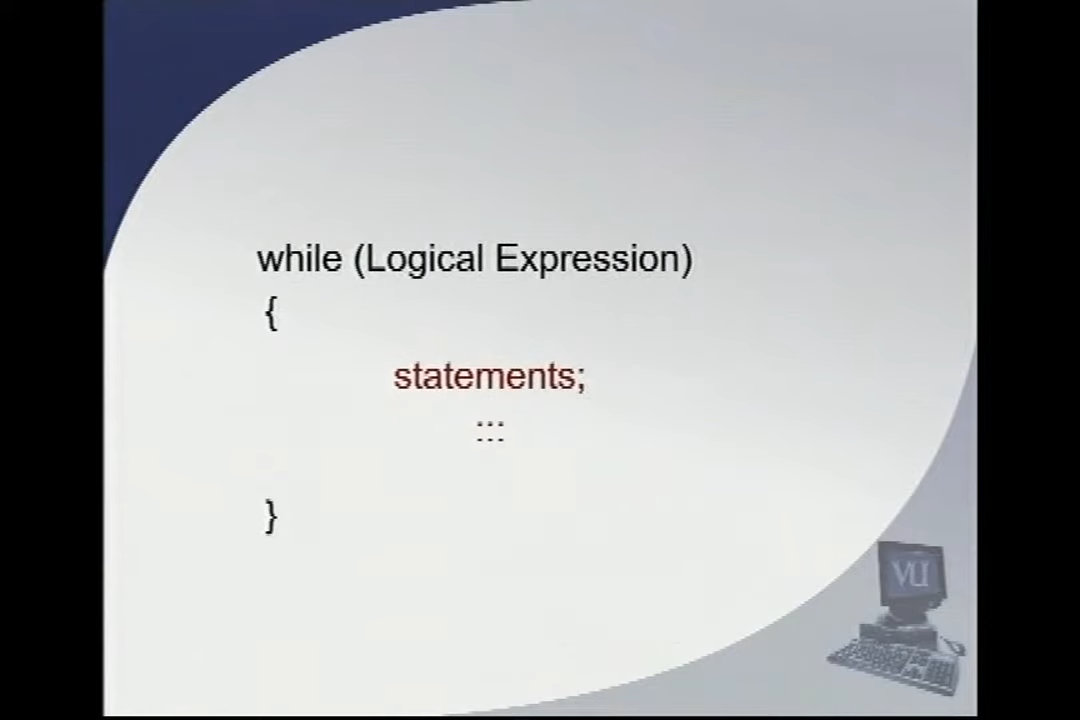 while (Logical Expression)
{
statements;
:::
}
VU